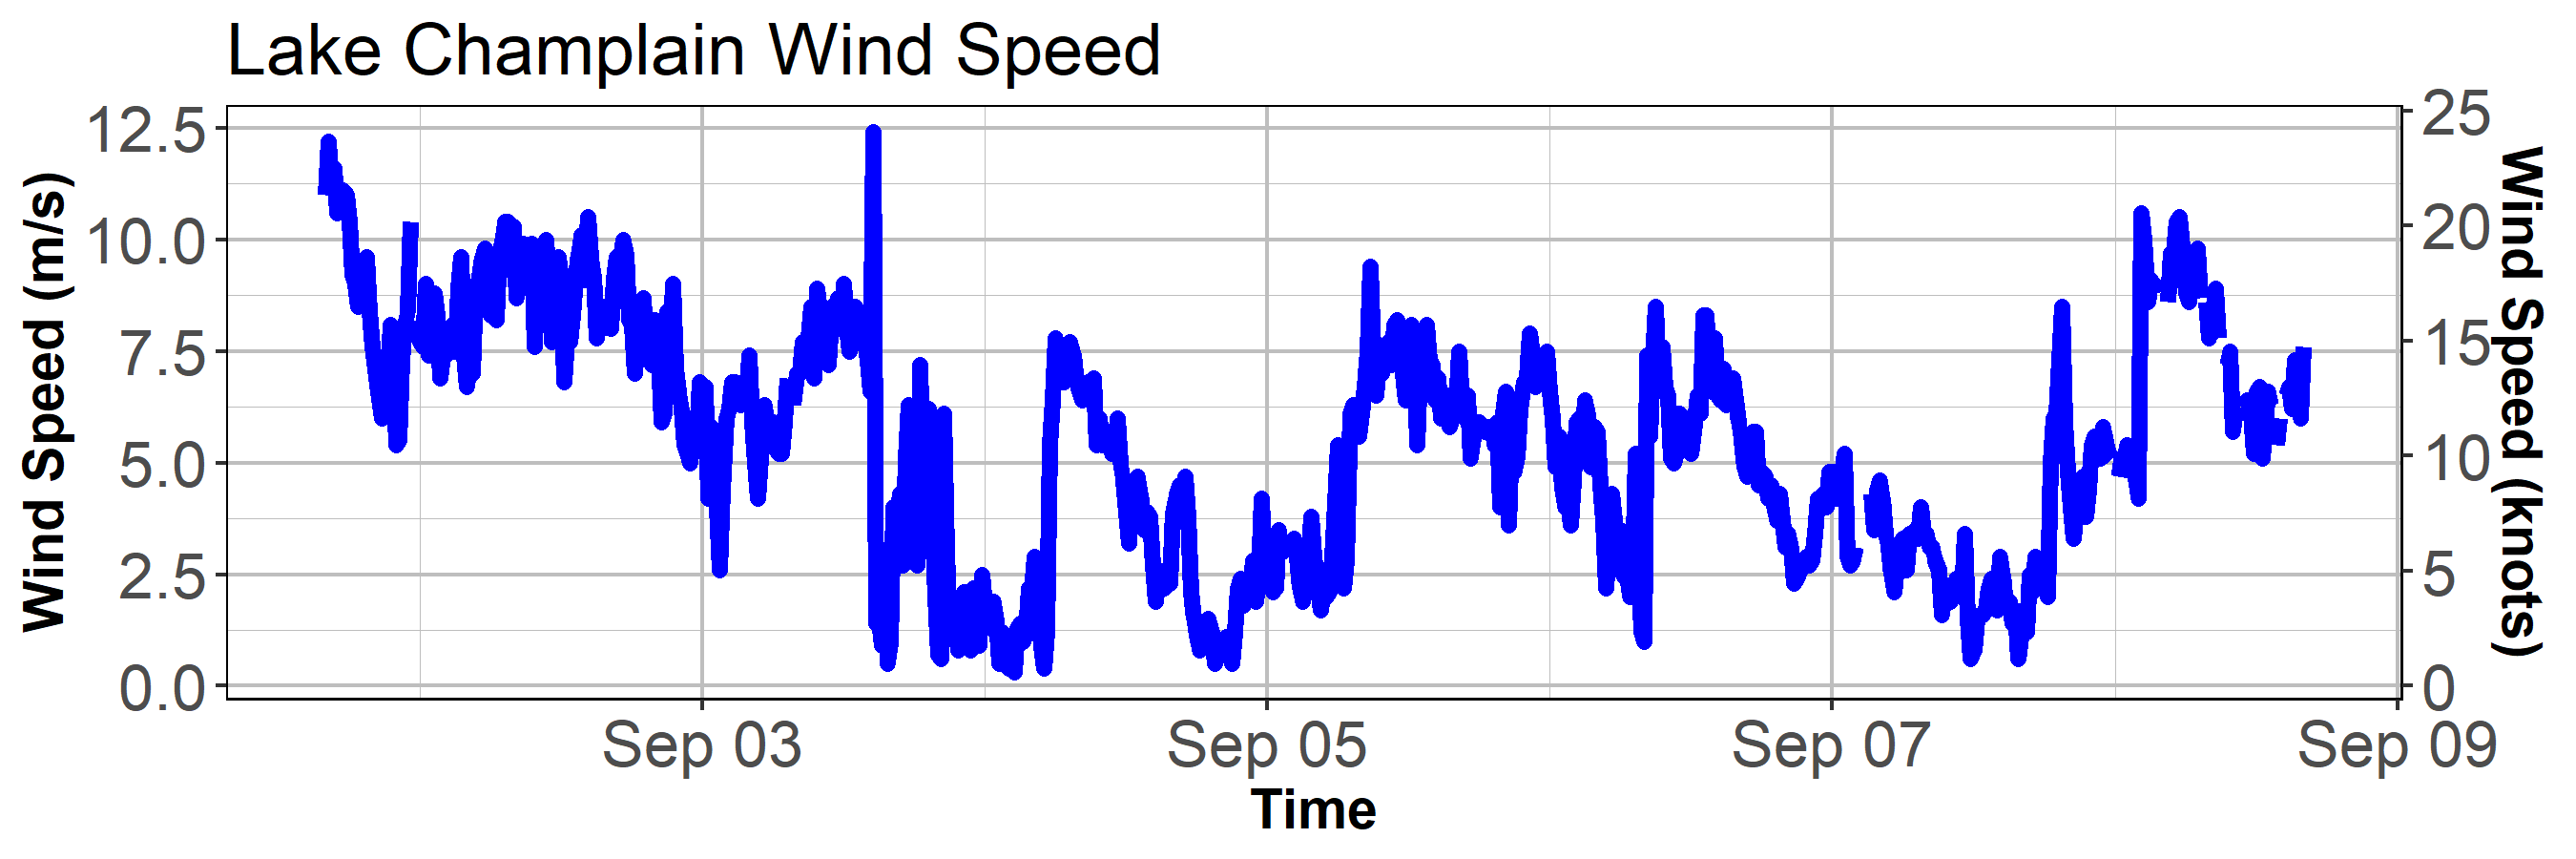 Lake Champlain Wind Speed
Wind Speed (m/s)
12.5
10.0
7.5
5.0
2.5
0.0
25
20
15
10
5
0
Wind Speed (knots)
Sep 03
Sep 05
Sep 07
Sep 09
Time